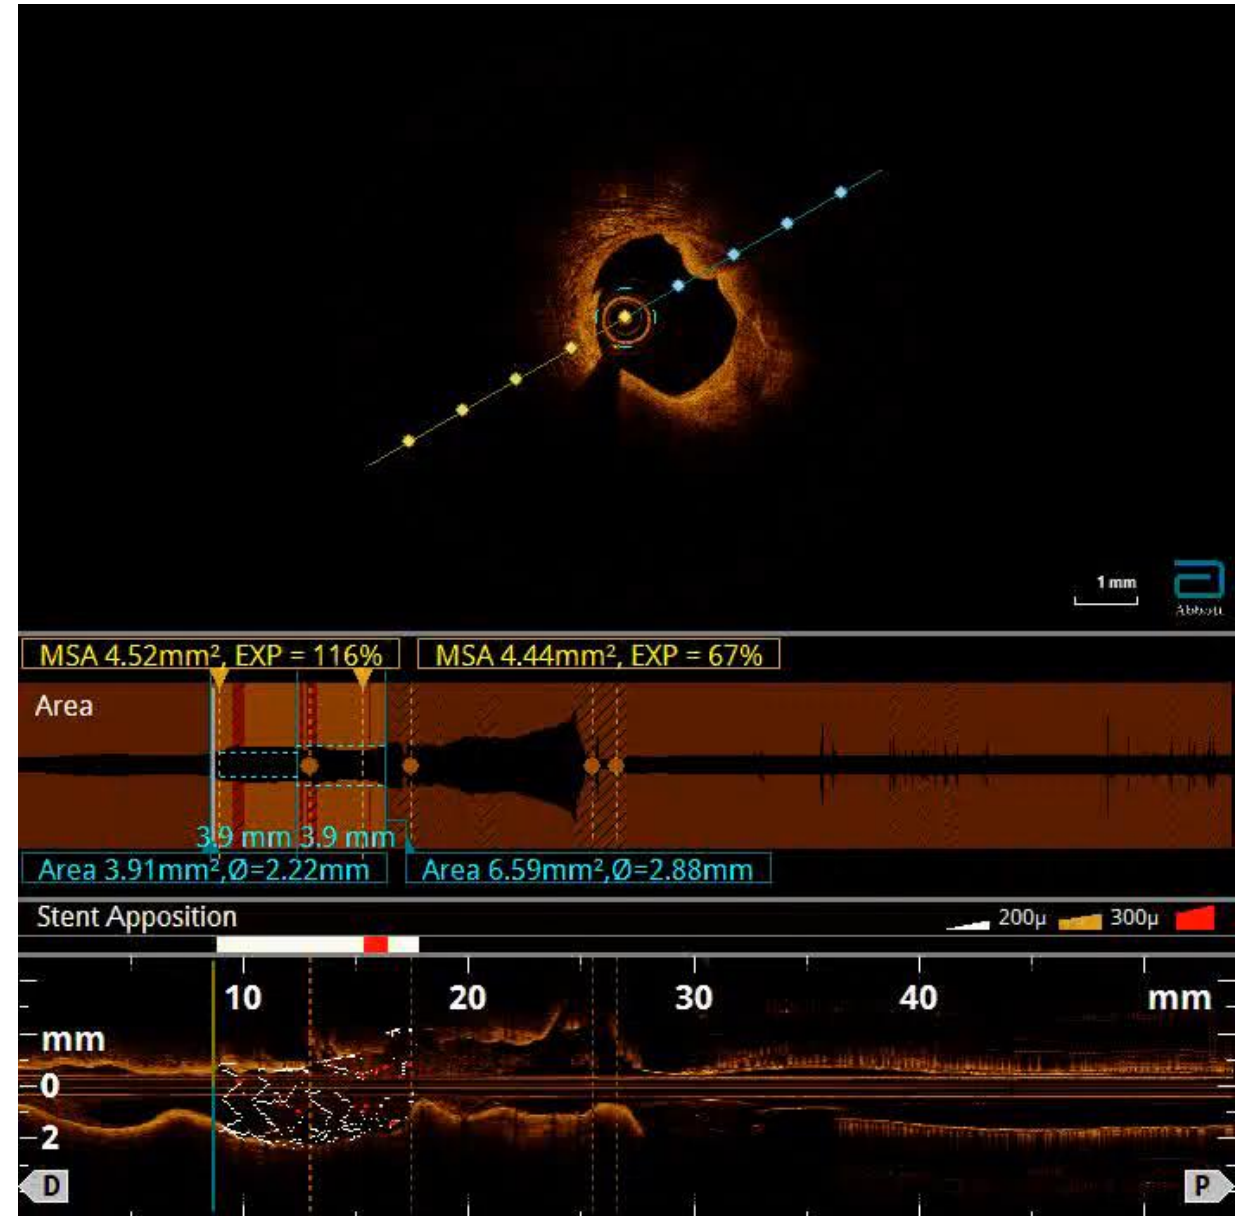 1 mm
Abbott
MSA 4.52mm², EXP = 116%
MSA 4.44mm², EXP = 67%
Area
3.9 mm 3.9 mm
Area 3.91mm²,Ø=2.22mm
Area 6.59mm²,Ø=2.88mm
Stent Apposition
200µ
300µ
10 20 30 40 mm
mm
0
2
D
P